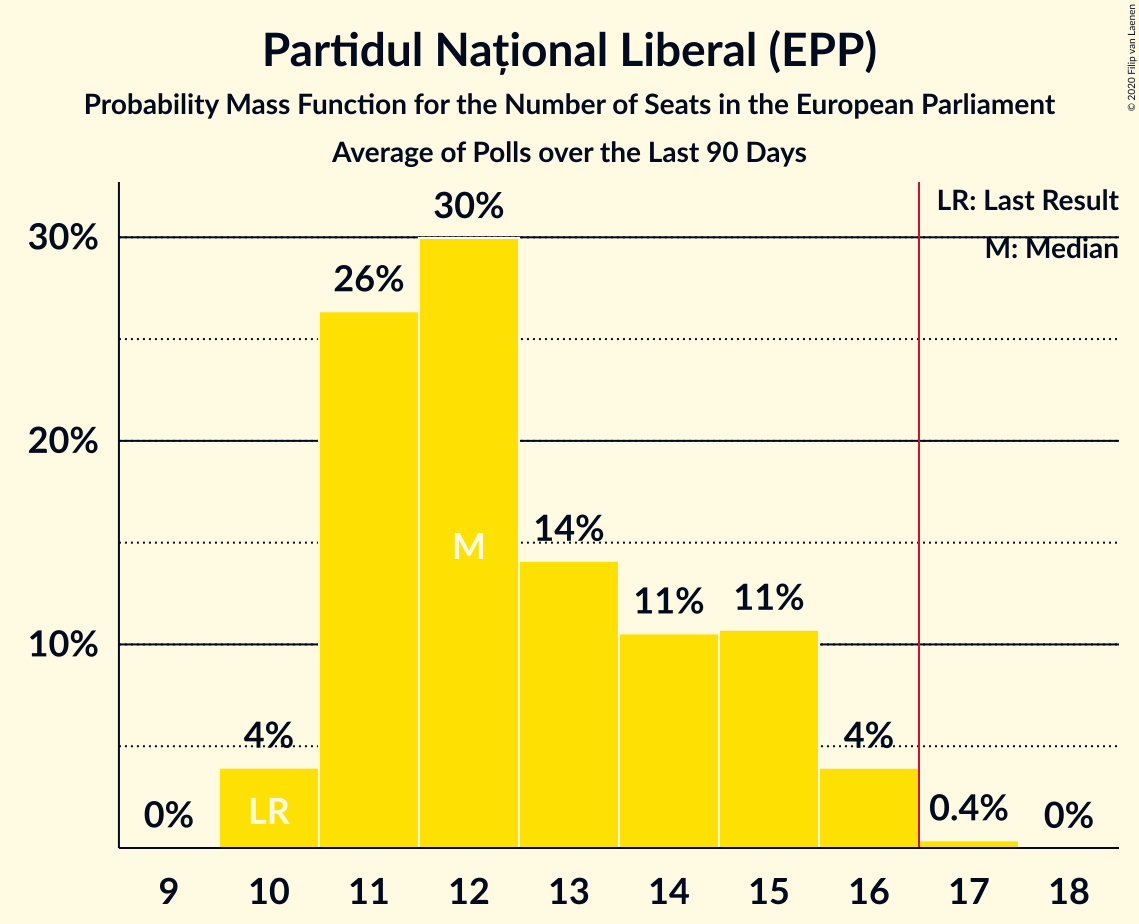 Partidul Național Liberal (EPP)
Probability Mass Function for the Number of Seats in the European Parliament
Average of Polls over the Last 90 Days
© 2020 Filip van Laenen
LR: Last Result
M: Median
30%
20%
10%
0%
4%
26%
30%
14%
11%
11%
4%
0.4%
0%
LR
M
9 10 11 12 13 14 15 16 17 18